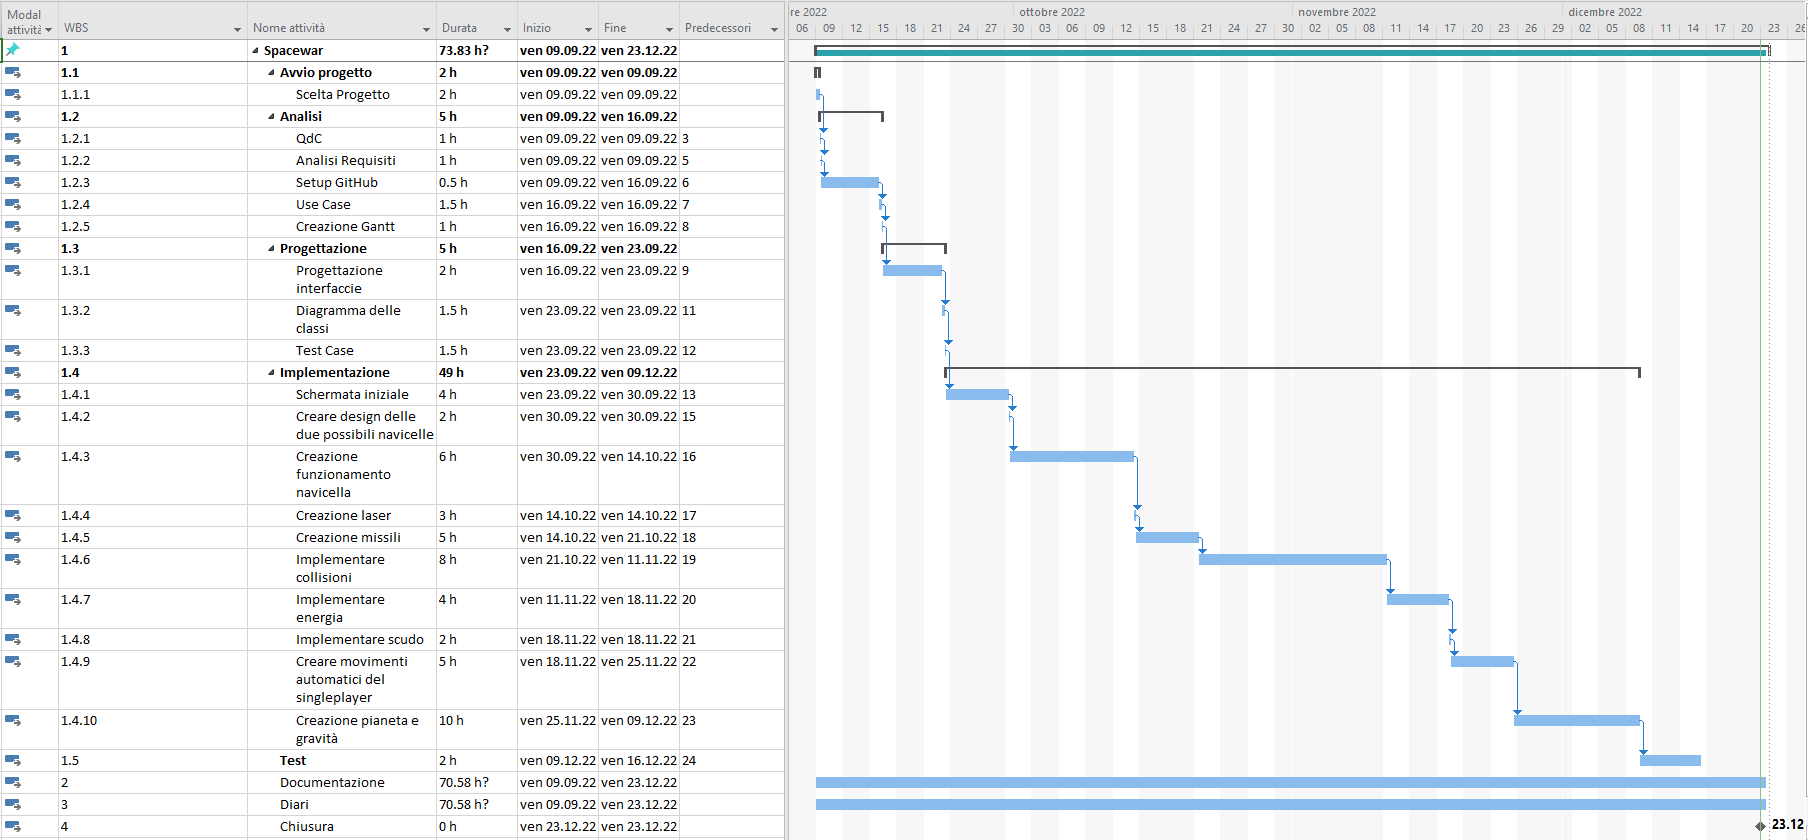 Modal
attività WBS Nome attività Durata Inizio Fine Predecessori
re 2022 ottobre 2022 novembre 2022 dicembre 2022
06 09 12 15 18 21 24 27 30 03 06 09 12 15 18 21 24 27 30 02 05 08 11 14 17 20 23 26 29 02 05 08 11 14 17 20 23 26
1 Spacewar 73.83 h? ven 09.09.22 ven 23.12.22
1.1 Avvio progetto 2 h ven 09.09.22 ven 09.09.22
1.1.1 Scelta Progetto 2 h ven 09.09.22 ven 09.09.22
1.2 Analisi 5 h ven 09.09.22 ven 16.09.22
1.2.1 QdC 1 h ven 09.09.22 ven 09.09.22 3
1.2.2 Analisi Requisiti 1 h ven 09.09.22 ven 09.09.22 5
1.2.3 Setup GitHub 0.5 h ven 09.09.22 ven 16.09.22 6
1.2.4 Use Case 1.5 h ven 16.09.22 ven 16.09.22 7
1.2.5 Creazione Gantt 1 h ven 16.09.22 ven 16.09.22 8
1.3 Progettazione 5 h ven 16.09.22 ven 23.09.22
1.3.1 Progettazione 2 h ven 16.09.22 ven 23.09.22 9
interfaccie
1.3.2 Diagramma delle 1.5 h ven 23.09.22 ven 23.09.22 11
classi
1.3.3 Test Case 1.5 h ven 23.09.22 ven 23.09.22 12
1.4 Implementazione 49 h ven 23.09.22 ven 09.12.22
1.4.1 Schermata iniziale 4 h ven 23.09.22 ven 30.09.22 13
1.4.2 Creare design delle 2 h ven 30.09.22 ven 30.09.22 15
due possibili navicelle
1.4.3 Creazione 6 h ven 30.09.22 ven 14.10.22 16
funzionamento
navicella
1.4.4 Creazione laser 3 h ven 14.10.22 ven 14.10.22 17
1.4.5 Creazione missili 5 h ven 14.10.22 ven 21.10.22 18
1.4.6 Implementare 8 h ven 21.10.22 ven 11.11.22 19
collisioni
1.4.7 Implementare 4 h ven 11.11.22 ven 18.11.22 20
energia
1.4.8 Implementare scudo 2 h ven 18.11.22 ven 18.11.22 21
1.4.9 Creare movimenti 5 h ven 18.11.22 ven 25.11.22 22
automatici del
singleplayer
1.4.10 Creazione pianeta e 10 h ven 25.11.22 ven 09.12.22 23
gravità
1.5 Test 2 h ven 09.12.22 ven 16.12.22 24
2 Documentazione 70.58 h? ven 09.09.22 ven 23.12.22
3 Diari 70.58 h? ven 09.09.22 ven 23.12.22
4 Chiusura 0 h ven 23.12.22 ven 23.12.22 23.12